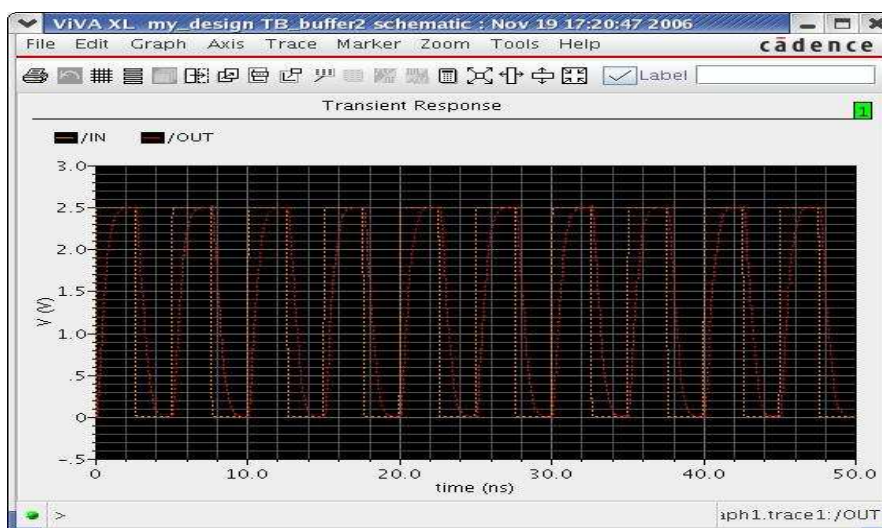 ViVA XL my_design TB_buffer2 schematic : Nov 19 17:20:47 2006
File Edit Graph Axis Trace Marker Zoom Tools Help
cādence
Label
Transient Response
1
/IN /OUT
3.0
2.5
2.0
1.5
1.0
.5
0
-.5
V (V)
0 10.0 20.0 30.0 40.0 50.0
time (ns)
> aph1.trace1:/OUT